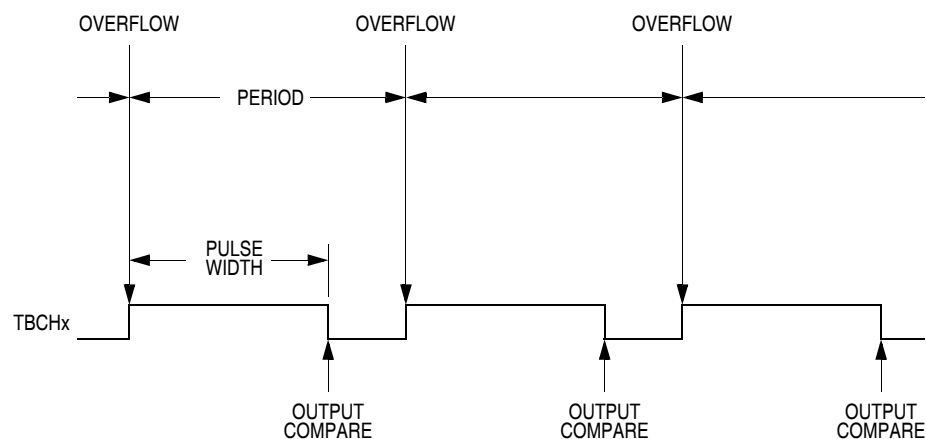 OVERFLOW OVERFLOW OVERFLOW
PERIOD
PULSE
WIDTH
TBCHx
OUTPUT
COMPARE
OUTPUT
COMPARE
OUTPUT
COMPARE